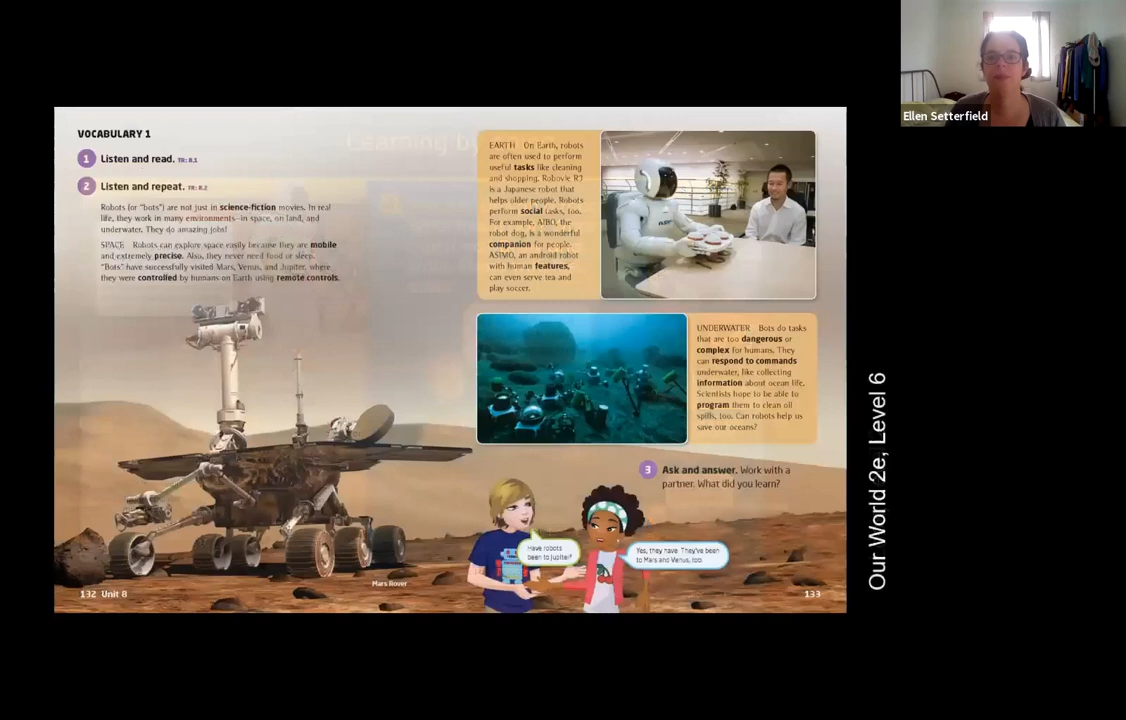 VOCABULARY 1
1 Listen and read. TR: 8.1
2 Listen and repeat. TR: 8.2
Robots (or "bots") are not just in science-fiction movies. In real
life, they work in many environments—in space, on land, and
underwater. They do amazing jobs!
SPACE Robots can explore space easily because they are mobile
and extremely precise. Also, they never need food or sleep.
"Bots" have successfully visited Mars, Venus, and Jupiter, where
they were controlled by humans on Earth using remote controls.
Mars Rover
132 Unit 8
Learning by
EARTH On Earth, robots
are often used to perform
useful tasks like cleaning
and shopping. Robovie R3
is a Japanese robot that
helps older people. Robots
perform social tasks, too.
For example, AIBO, the
robot dog, is a wonderful
companion for people.
ASIMO, an android robot
with human features,
can even serve tea and
play soccer.
UNDERWATER Bots do tasks
that are too dangerous or
complex for humans. They
can respond to commands
underwater, like collecting
information about ocean life.
Scientists hope to be able to
program them to clean oil
spills, too. Can robots help us
save our oceans?
3 Ask and answer. Work with a
partner. What did you learn?
Have robots
been to Jupiter?
Yes, they have. They've been
to Mars and Venus, too.
133
Our World 2e, Level 6
Ellen Setterfield